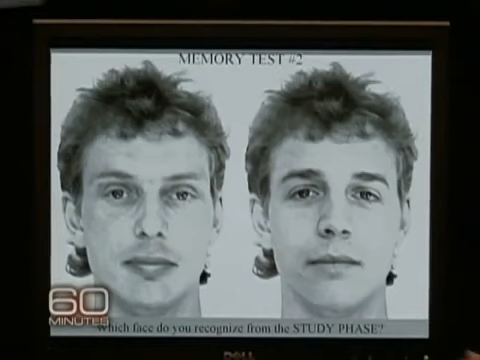 MEMORY TEST #2
60
MINUTES
Which face do you recognize from the STUDY PHASE?
DELL